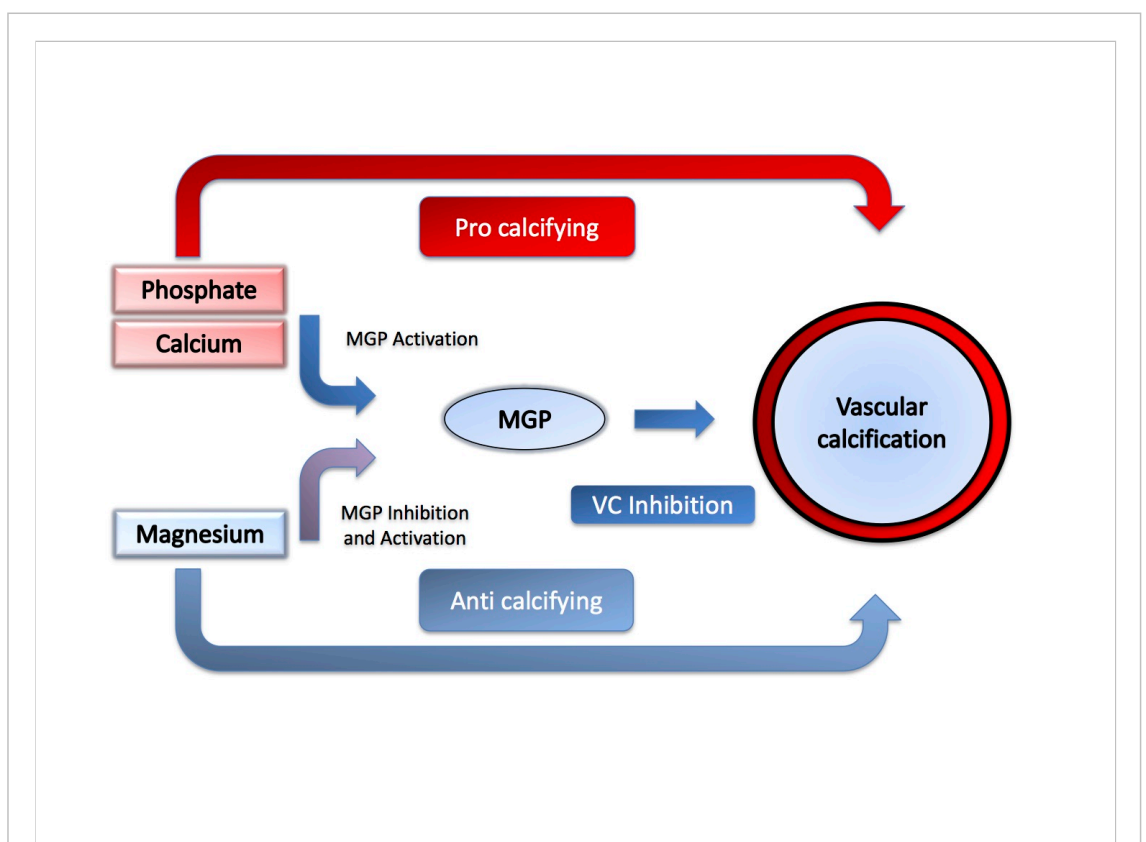 Pro calcifying
Phosphate
Calcium
MGP Activation
MGP
Vascular
calcification
VC Inhibition
Magnesium
MGP Inhibition
and Activation
Anti calcifying